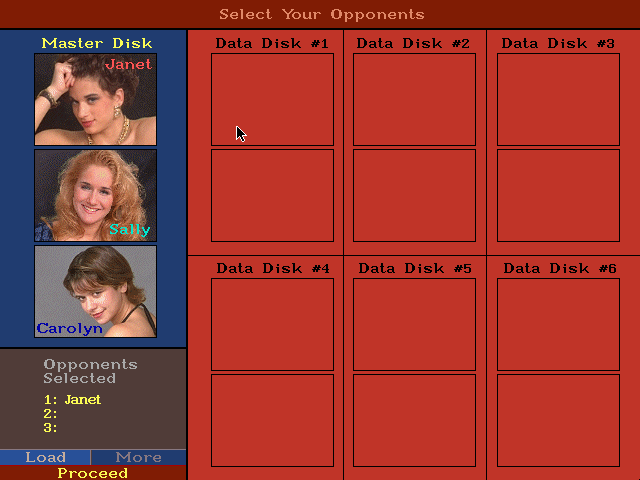 Select Your Opponents
Master Disk
Janet
Sally
Carolyn
Data Disk #1
Data Disk #2
Data Disk #3
Data Disk #4
Data Disk #5
Data Disk #6
Opponents
Selected
1: Janet
2:
3:
Load
More
Proceed